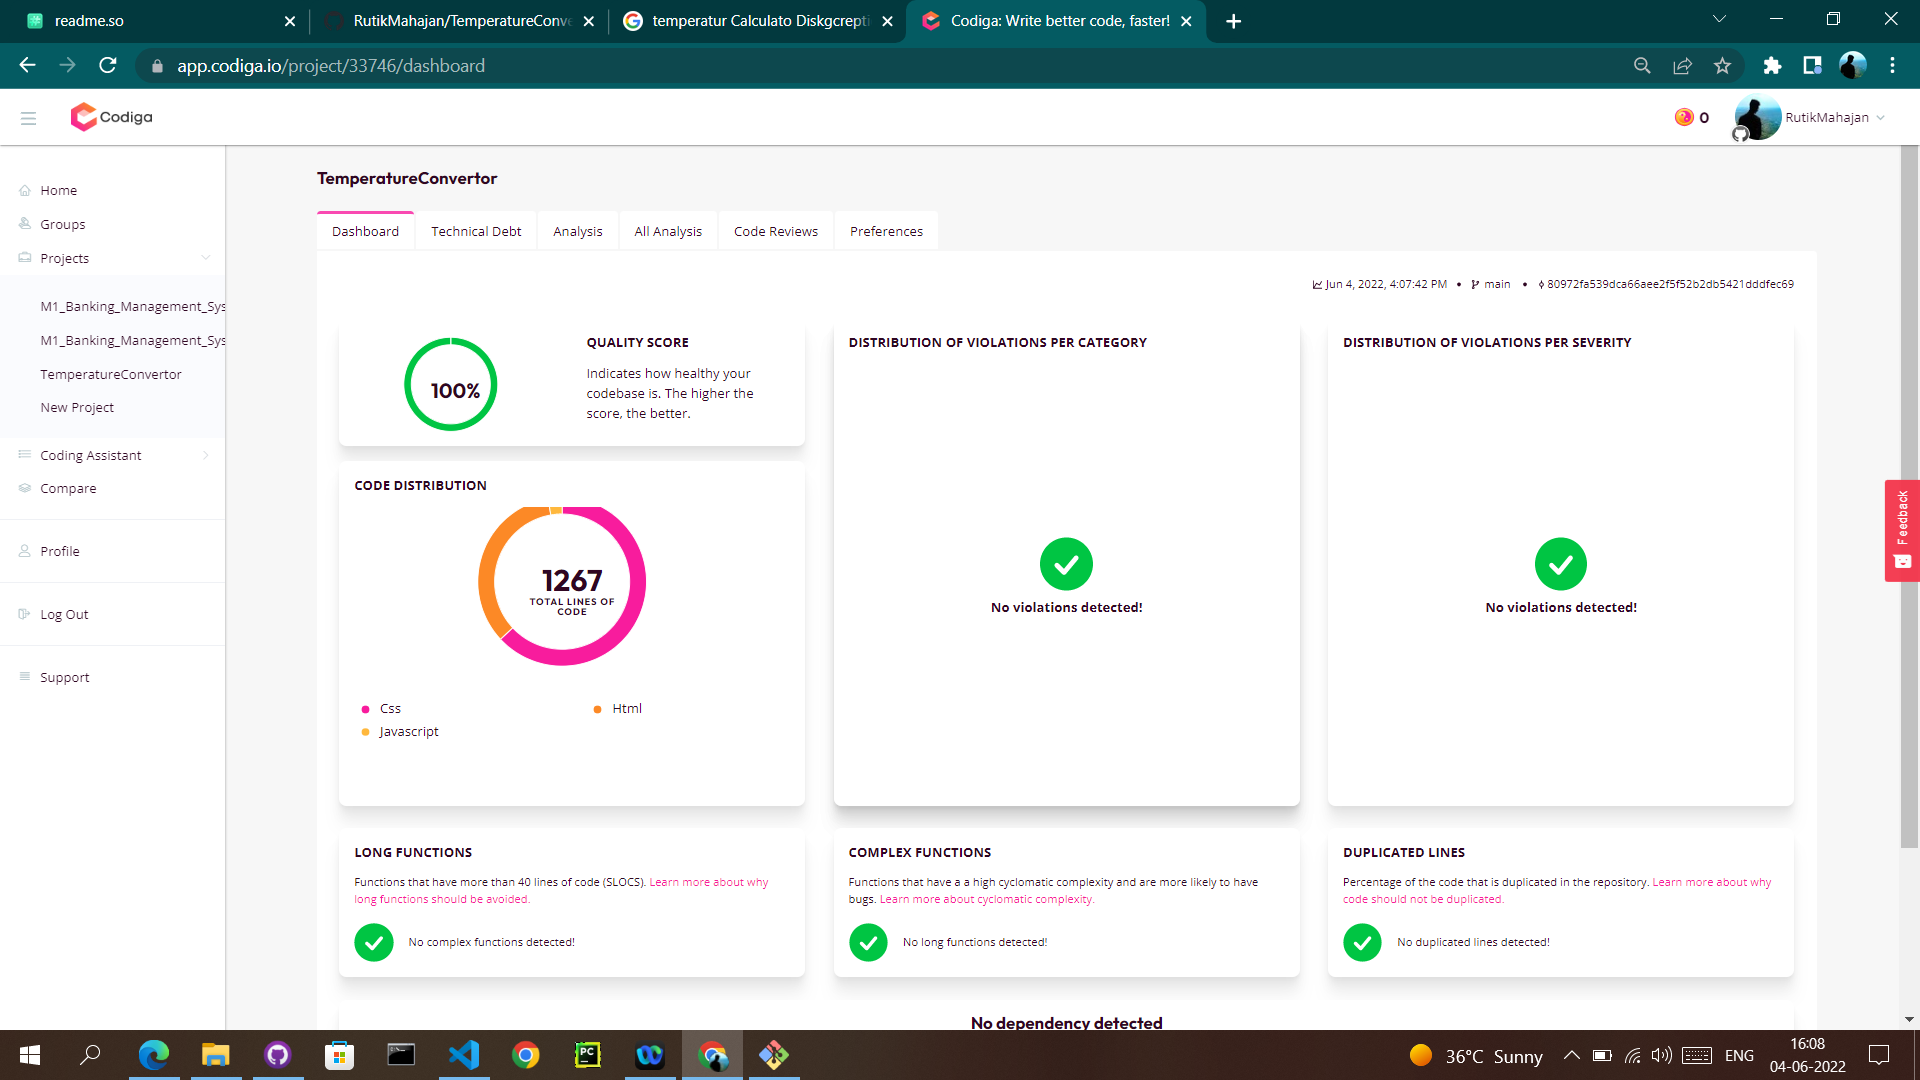 readme.so
RutikMahajan/TemperatureConve
temperatur Calculato Diskgcrepti
Codiga: Write better code, faster!
app.codiga.io/project/33746/dashboard
Codiga
0
RutikMahajan
Home
Groups
Projects
M1_Banking_Management_Sys
M1_Banking_Management_Sys
TemperatureConvertor
New Project
Coding Assistant
Compare
Profile
Log Out
Support
TemperatureConvertor
Dashboard
Technical Debt
Analysis
All Analysis
Code Reviews
Preferences
Jun 4, 2022, 4:07:42 PM • main • 80972fa539dca66aee2f5f52b2db5421dddfec69
100%
QUALITY SCORE
Indicates how healthy your
codebase is. The higher the
score, the better.
CODE DISTRIBUTION
1267
TOTAL LINES OF
CODE
Css
Html
Javascript
DISTRIBUTION OF VIOLATIONS PER CATEGORY
No violations detected!
DISTRIBUTION OF VIOLATIONS PER SEVERITY
No violations detected!
Feedback
LONG FUNCTIONS
Functions that have more than 40 lines of code (SLOCS). Learn more about why
long functions should be avoided.
No complex functions detected!
COMPLEX FUNCTIONS
Functions that have a a high cyclomatic complexity and are more likely to have
bugs. Learn more about cyclomatic complexity.
No long functions detected!
DUPLICATED LINES
Percentage of the code that is duplicated in the repository. Learn more about why
code should not be duplicated.
No duplicated lines detected!
No dependency detected
PC
36°C Sunny
ENG
16:08
04-06-2022